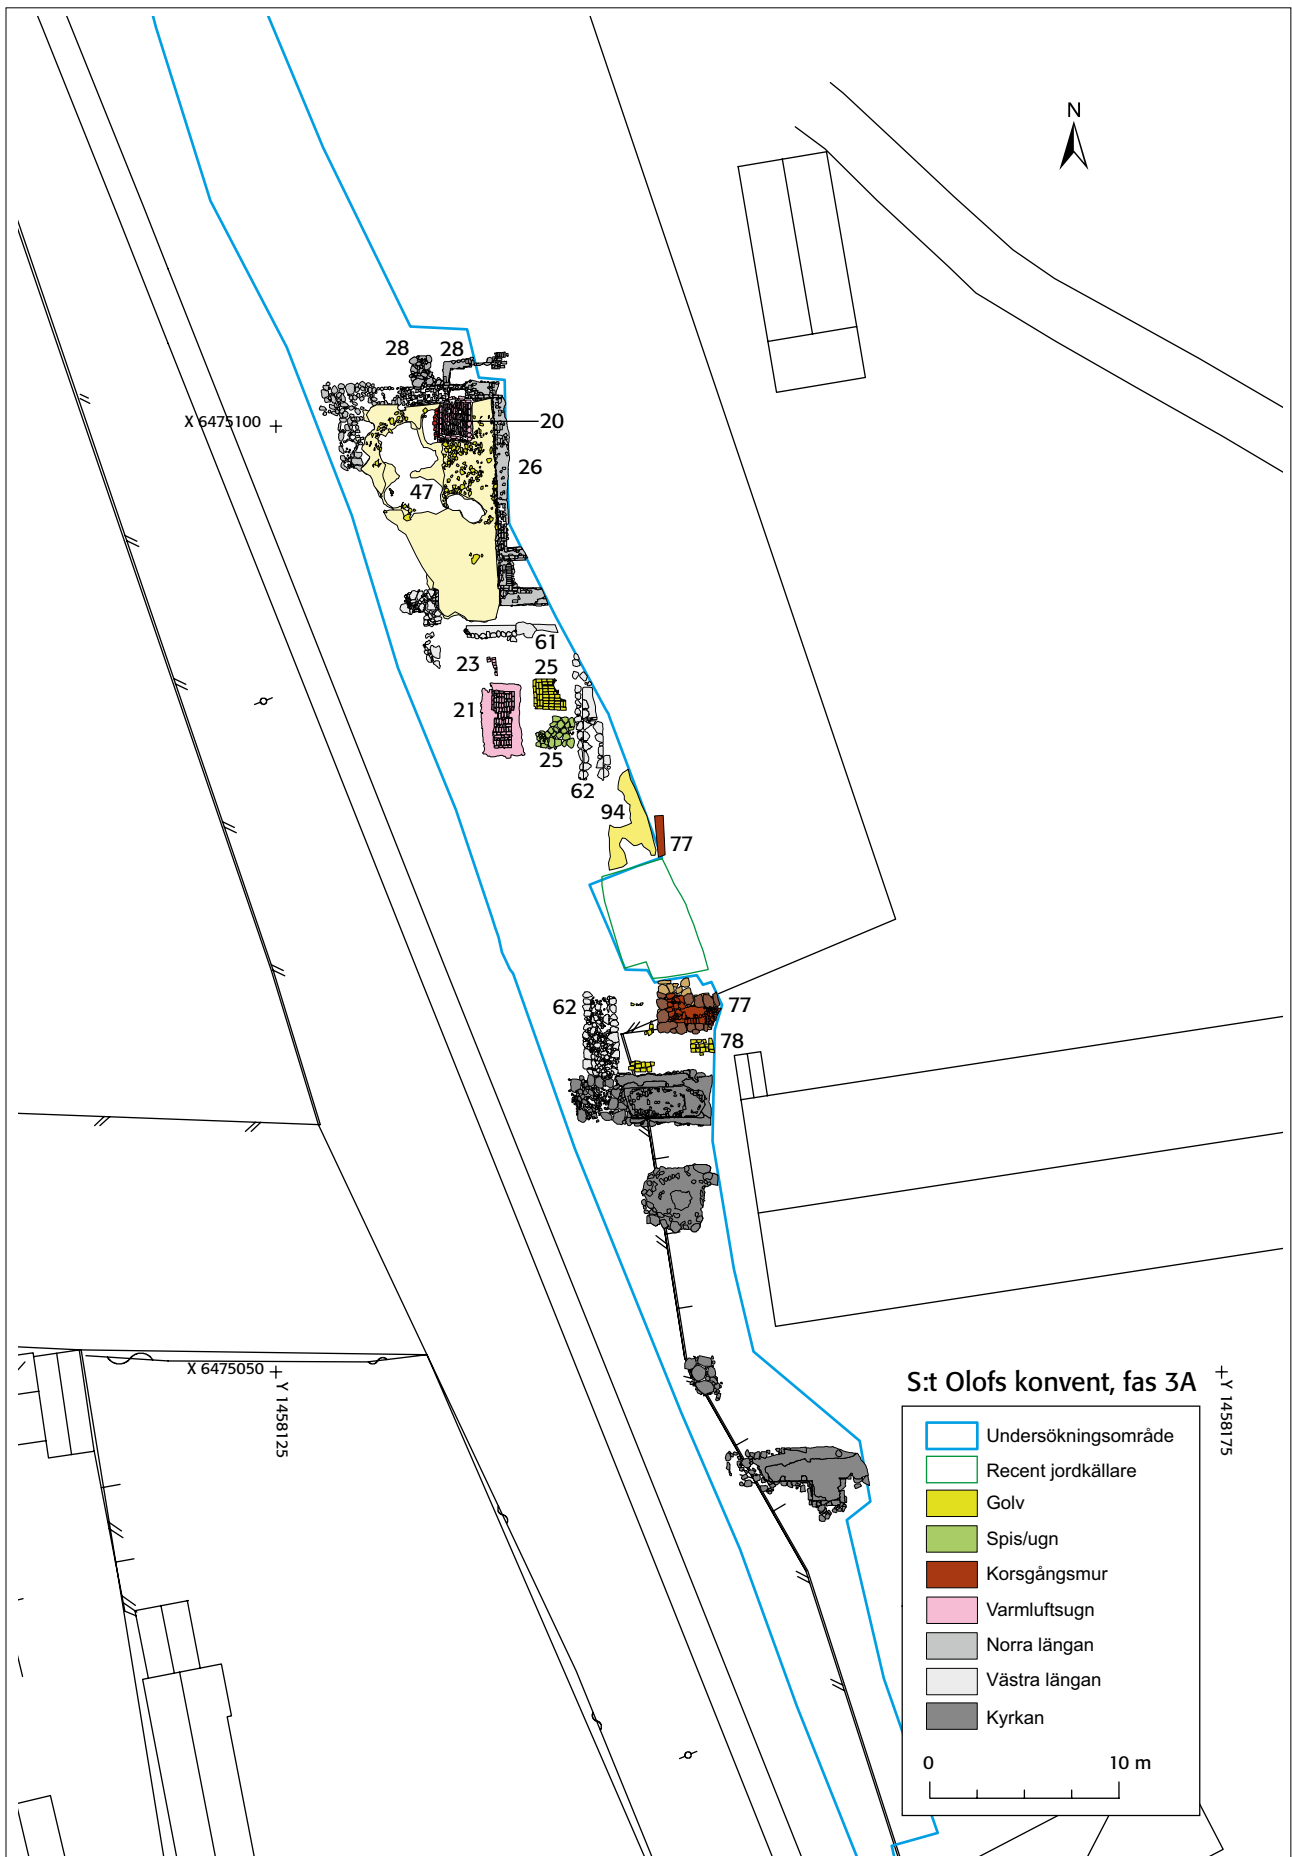 N
28 28
X 6475100
20
26
47
61
23 25
21
25
62
94
77
62
77
78
X 6475050
Y 1458125
Y 1458175
S:t Olofs konvent, fas 3A
Undersökningsområde
Recent jordkällare
Golv
Spis/ugn
Korsgångsmur
Varmluftsugn
Norra längan
Västra längan
Kyrkan
0 10 m